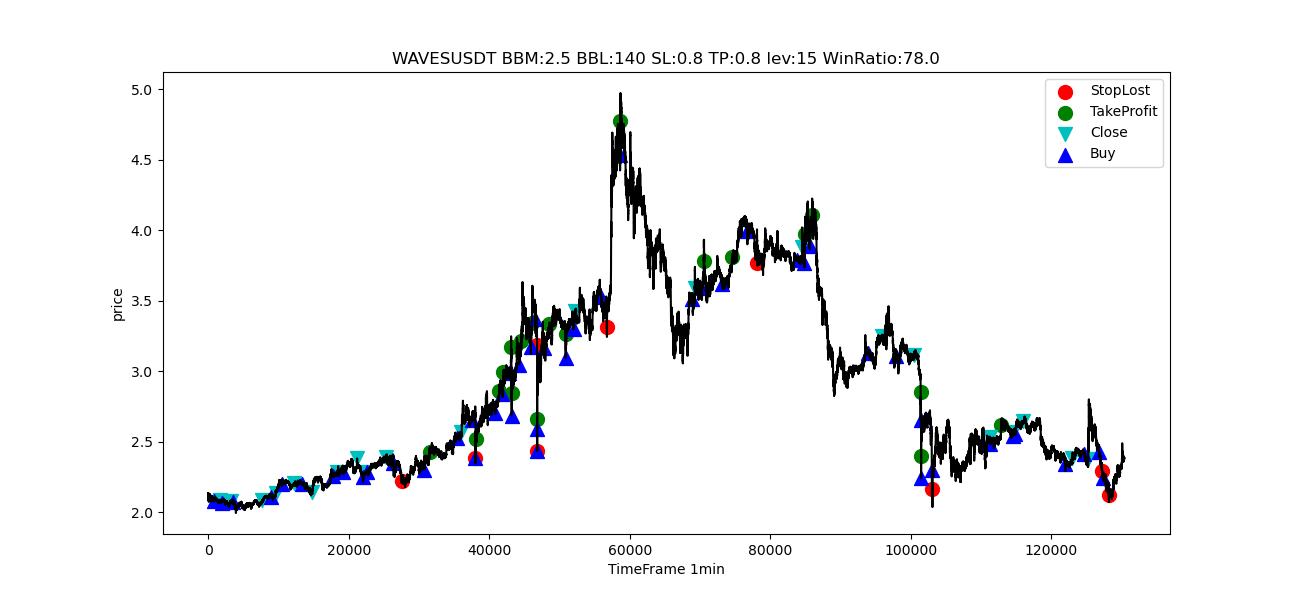 WAVESUSDT BBM:2.5 BBL:140 SL:0.8 TP:0.8 lev:15 WinRatio:78.0
StopLost
TakeProfit
Close
Buy
price
5.0
4.5
4.0
3.5
3.0
2.5
2.0
0 20000 40000 60000 80000 100000 120000
TimeFrame 1min